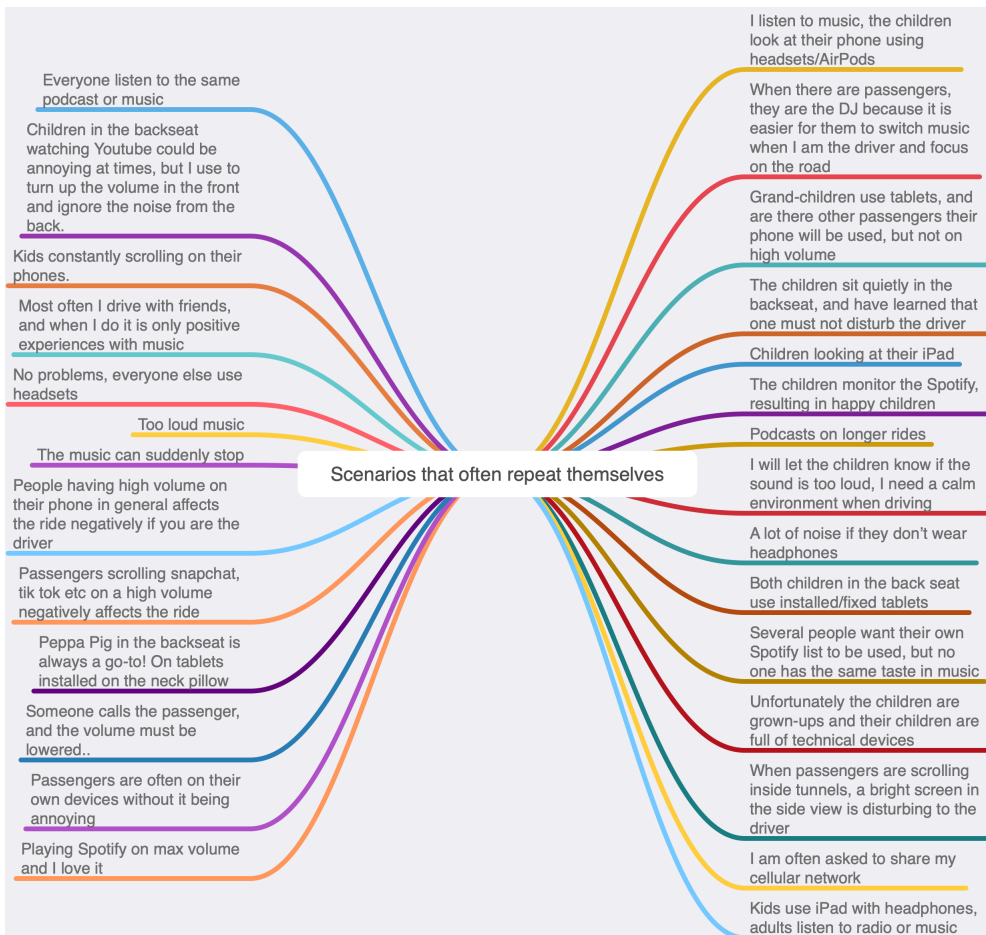 Everyone listen to the same
podcast or music
Children in the backseat
watching Youtube could be
annoying at times, but I use to
turn up the volume in the front
and ignore the noise from the
back.
Kids constantly scrolling on their
phones.
Most often I drive with friends,
and when I do it is only positive
experiences with music
No problems, everyone else use
headsets
Too loud music
The music can suddenly stop
People having high volume on
their phone in general affects
the ride negatively if you are the
driver
Passengers scrolling snapchat,
tik tok etc on a high volume
negatively affects the ride
Peppa Pig in the backseat is
always a go-to! On tablets
installed on the neck pillow
Someone calls the passenger,
and the volume must be
lowered..
Passengers are often on their
own devices without it being
annoying
Playing Spotify on max volume
and I love it
Scenarios that often repeat themselves
I listen to music, the children
look at their phone using
headsets/AirPods
When there are passengers,
they are the DJ because it is
easier for them to switch music
when I am the driver and focus
on the road
Grand-children use tablets, and
are there other passengers their
phone will be used, but not on
high volume
The children sit quietly in the
backseat, and have learned that
one must not disturb the driver
Children looking at their iPad
The children monitor the Spotify,
resulting in happy children
Podcasts on longer rides
I will let the children know if the
sound is too loud, I need a calm
environment when driving
A lot of noise if they don’t wear
headphones
Both children in the back seat
use installed/fixed tablets
Several people want their own
Spotify list to be used, but no
one has the same taste in music
Unfortunately the children are
grown-ups and their children are
full of technical devices
When passengers are scrolling
inside tunnels, a bright screen in
the side view is disturbing to the
driver
I am often asked to share my
cellular network
Kids use iPad with headphones,
adults listen to radio or music